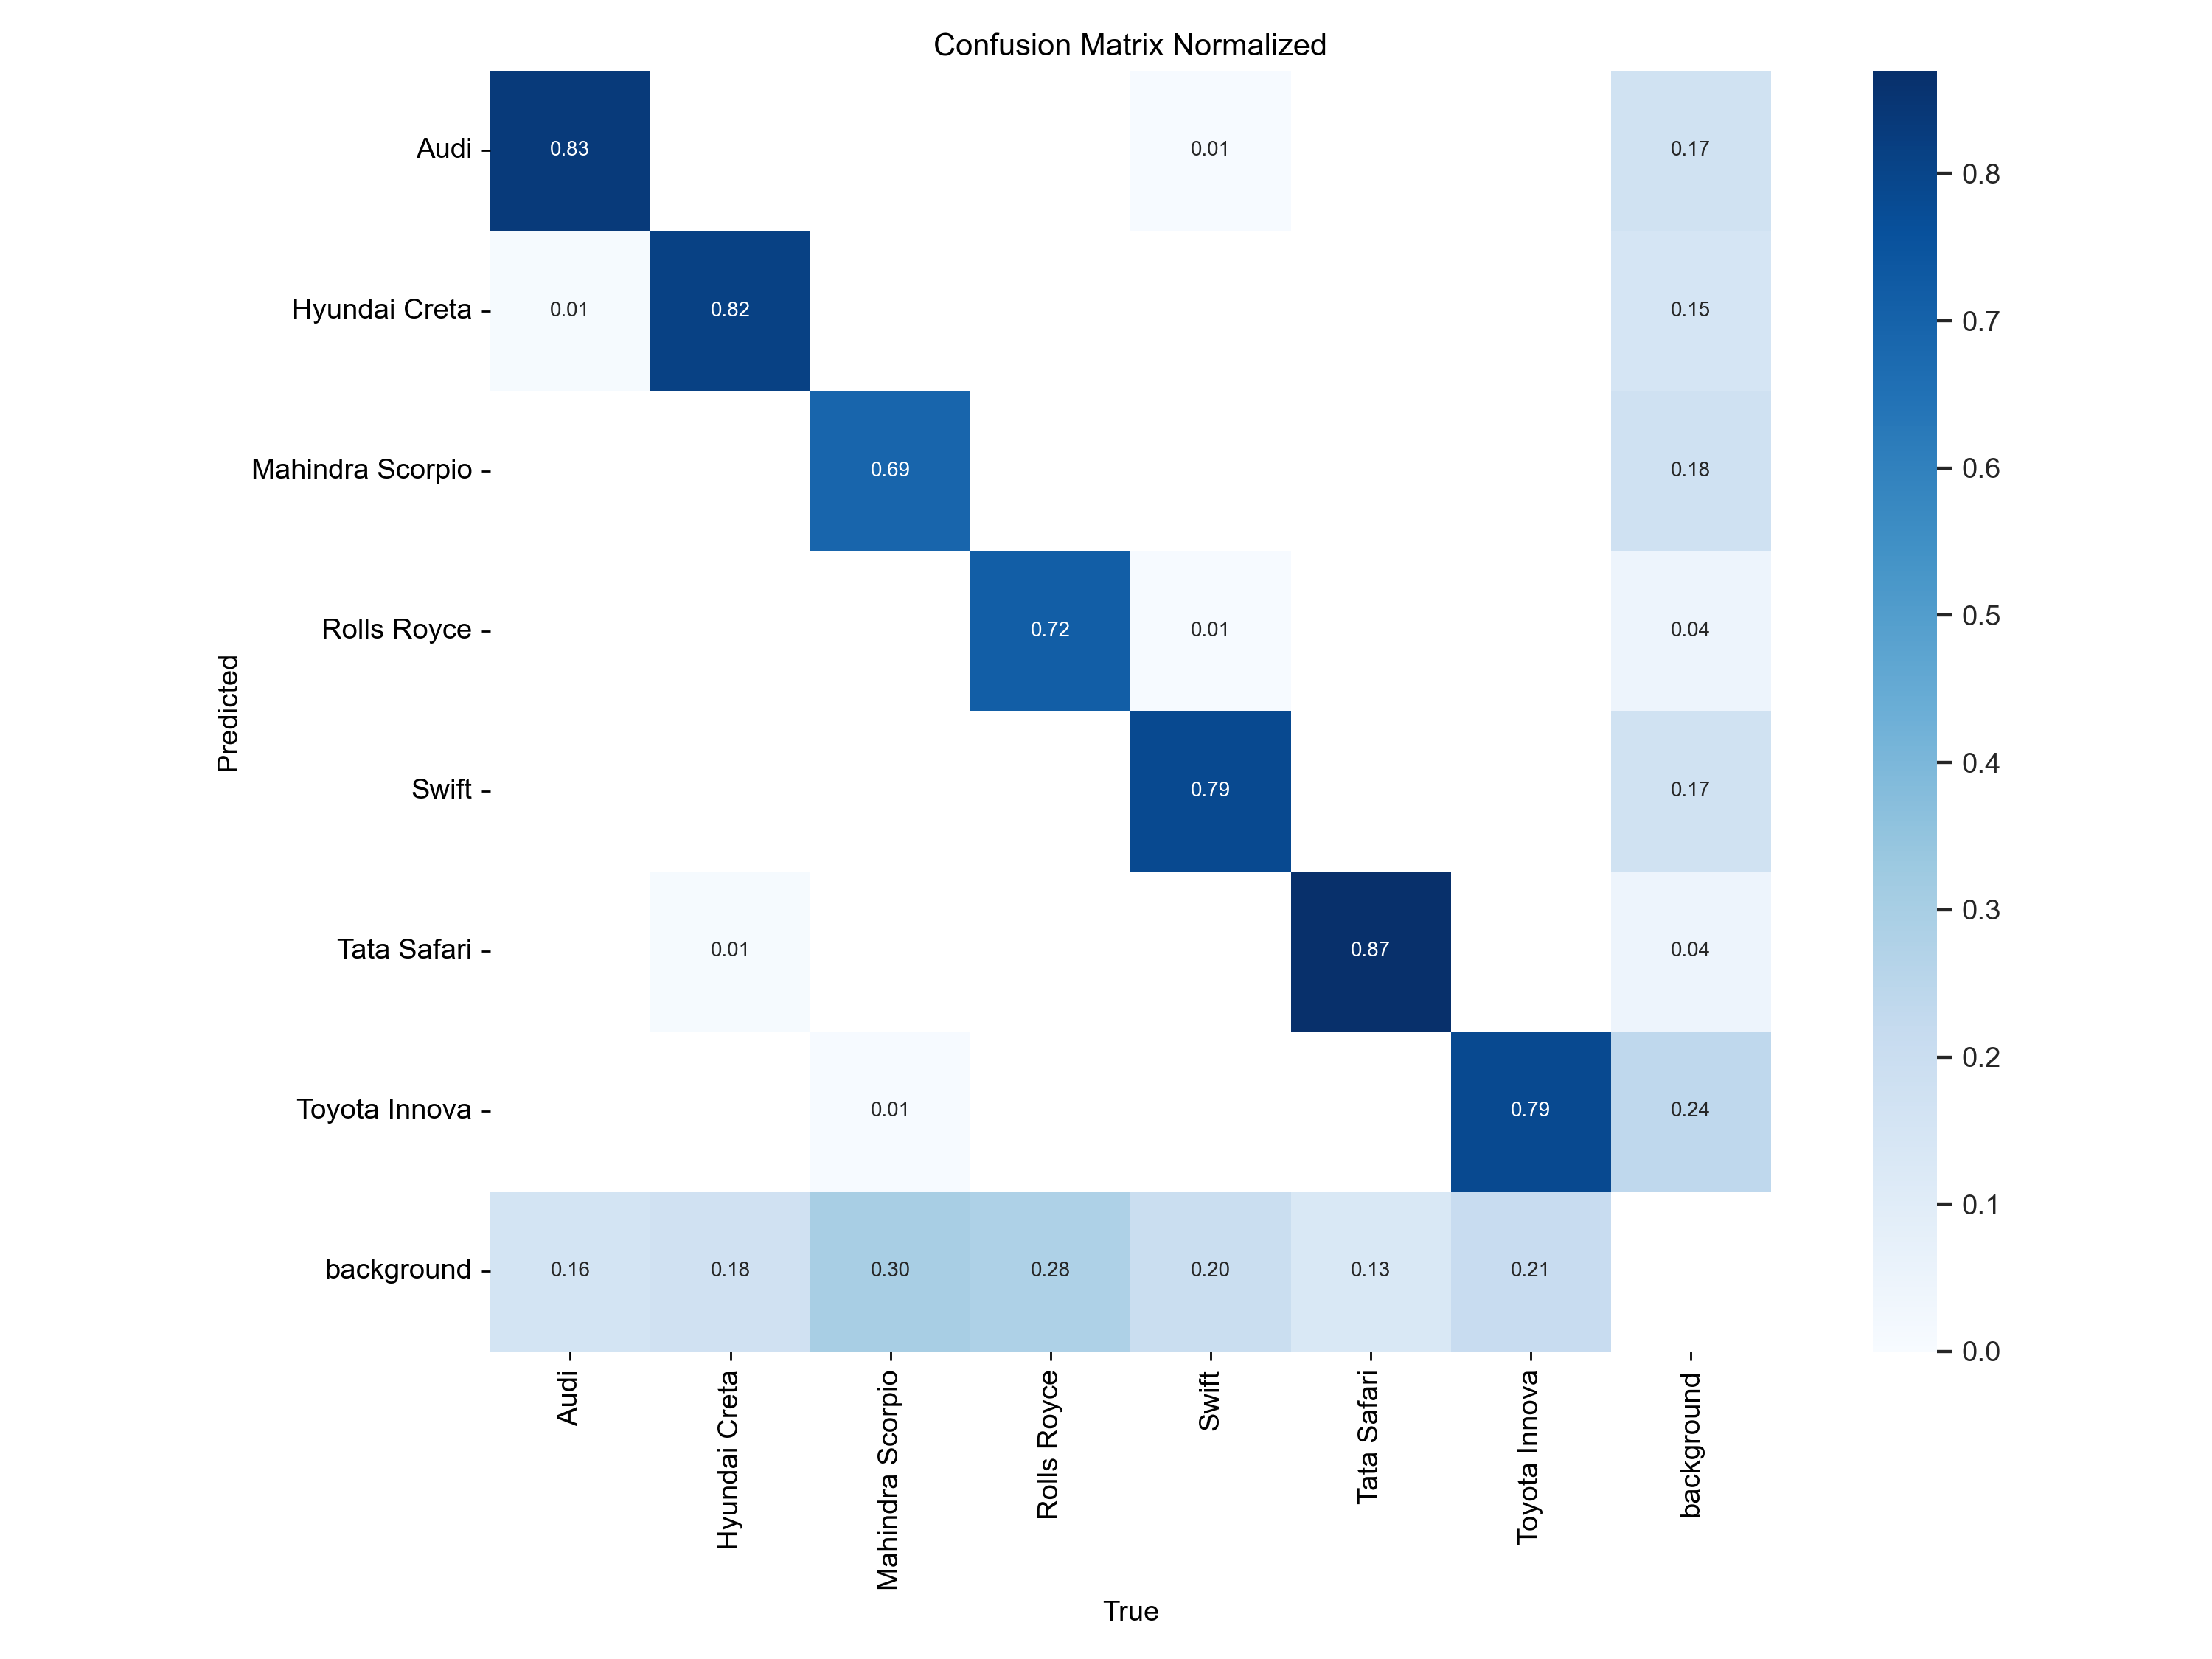 Confusion Matrix Normalized
Audi
0.83
0.01
0.17
Hyundai Creta
0.01
0.82
0.15
Mahindra Scorpio
0.69
0.18
Rolls Royce
0.72
0.01
0.04
Swift
0.79
0.17
Tata Safari
0.01
0.87
0.04
Toyota Innova
0.01
0.79
0.24
background
0.16
0.18
0.30
0.28
0.20
0.13
0.21
Predicted
Audi
Hyundai Creta
Mahindra Scorpio
Rolls Royce
Swift
Tata Safari
Toyota Innova
background
True
0.8
0.7
0.6
0.5
0.4
0.3
0.2
0.1
0.0